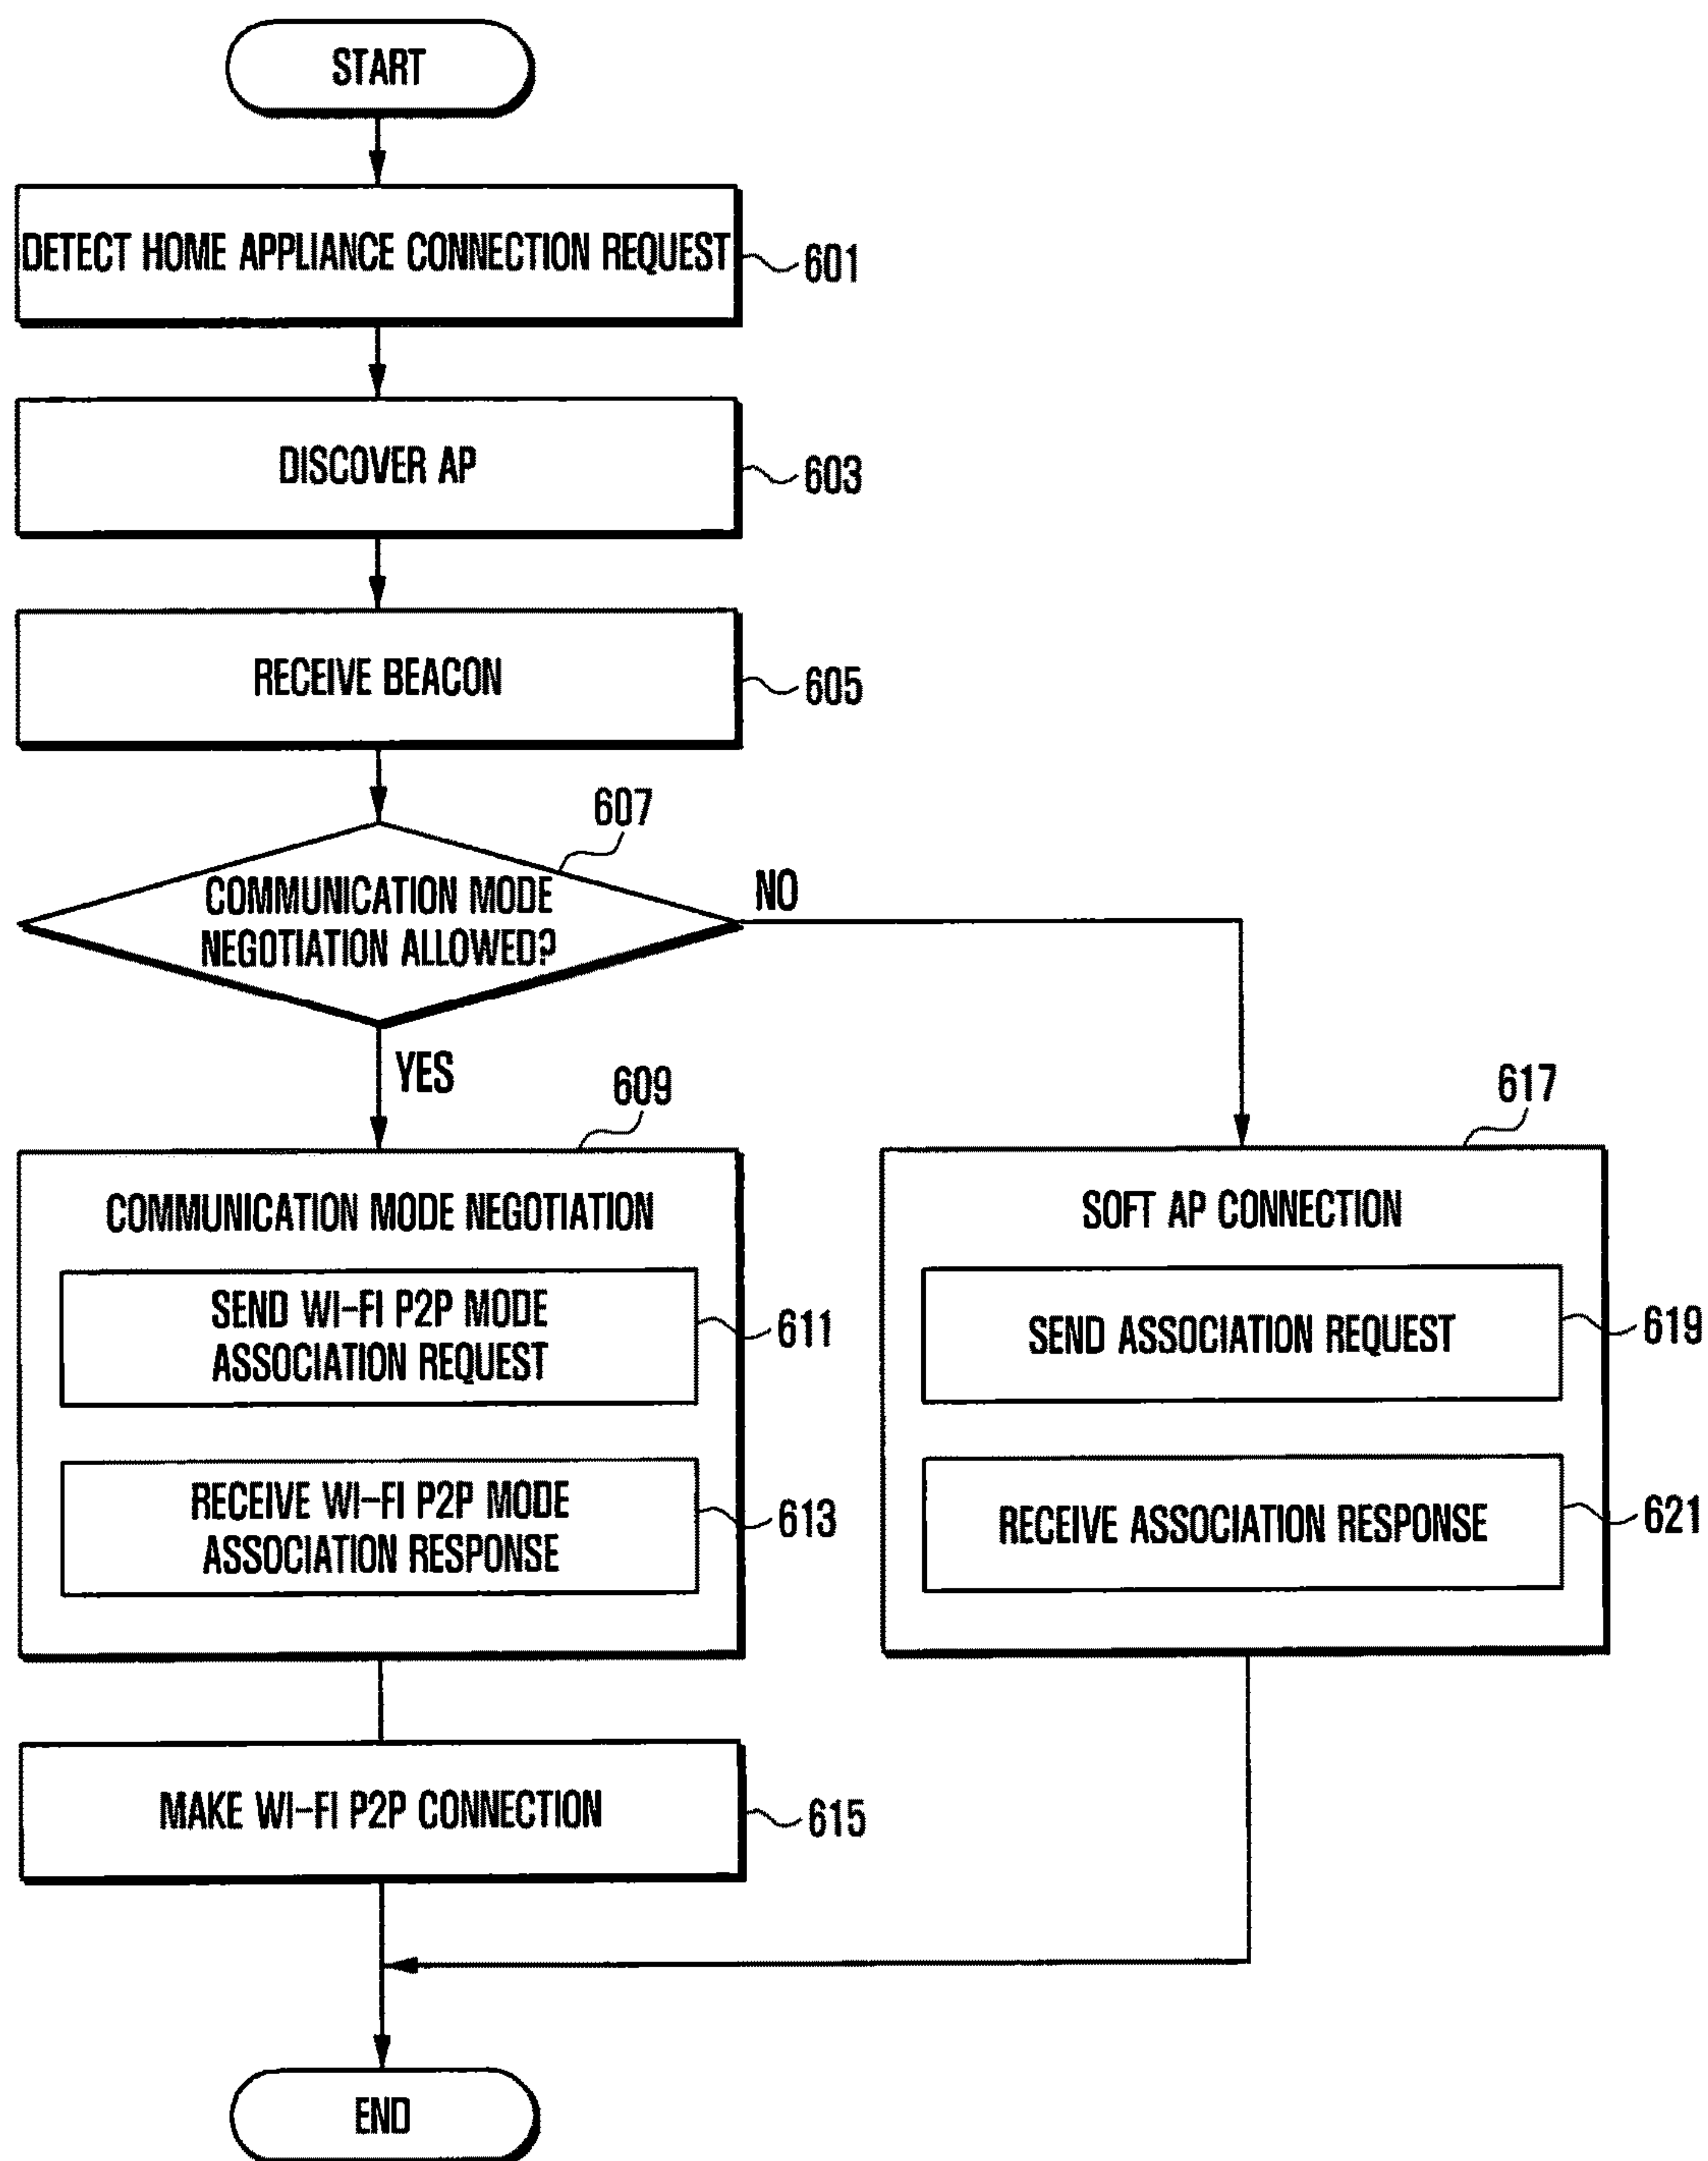 START
DETECT HOME APPLIANCE CONNECTION REQUEST
601
DISCOVER AP
603
RECEIVE BEACON
605
607
COMMUNICATION MODE
NEGOTIATION ALLOWED?
NO
YES
609
COMMUNICATION MODE NEGOTIATION
SEND WI-FI P2P MODE
ASSOCIATION REQUEST
611
RECEIVE WI-FI P2P MODE
ASSOCIATION RESPONSE
613
617
SOFT AP CONNECTION
SEND ASSOCIATION REQUEST
619
RECEIVE ASSOCIATION RESPONSE
621
MAKE WI-FI P2P CONNECTION
615
END